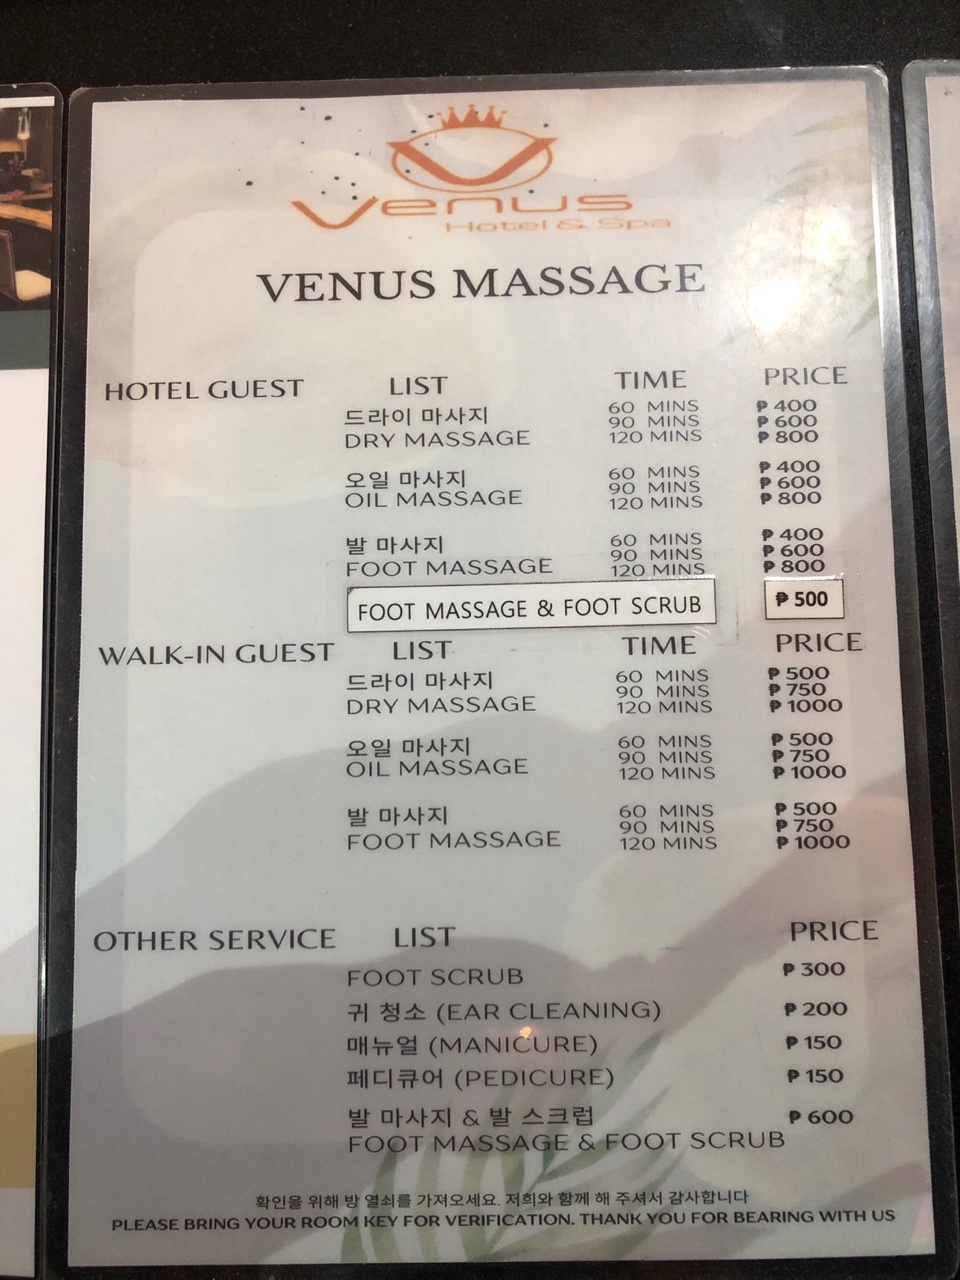 Venus
Hotel & Spa
VENUS MASSAGE
HOTEL GUEST LIST TIME PRICE
드라이 마사지 60 MINS ₱ 400
90 MINS ₱ 600
DRY MASSAGE 120 MINS ₱ 800
오일 마사지 60 MINS ₱ 400
90 MINS ₱ 600
OIL MASSAGE 120 MINS ₱ 800
발 마사지 60 MINS ₱ 400
90 MINS ₱ 600
FOOT MASSAGE 120 MINS ₱ 800
FOOT MASSAGE & FOOT SCRUB ₱ 500
WALK-IN GUEST LIST TIME PRICE
드라이 마사지 60 MINS ₱ 500
90 MINS ₱ 750
DRY MASSAGE 120 MINS ₱ 1000
오일 마사지 60 MINS ₱ 500
90 MINS ₱ 750
OIL MASSAGE 120 MINS ₱ 1000
발 마사지 60 MINS ₱ 500
90 MINS ₱ 750
FOOT MASSAGE 120 MINS ₱ 1000
OTHER SERVICE LIST PRICE
FOOT SCRUB ₱ 300
귀 청소 (EAR CLEANING) ₱ 200
매뉴얼 (MANICURE) ₱ 150
페디큐어 (PEDICURE) ₱ 150
발 마사지 & 발 스크럽 ₱ 600
FOOT MASSAGE & FOOT SCRUB
확인을 위해 방 열쇠를 가져오세요. 저희와 함께 해 주셔서 감사합니다
PLEASE BRING YOUR ROOM KEY FOR VERIFICATION. THANK YOU FOR BEARING WITH US